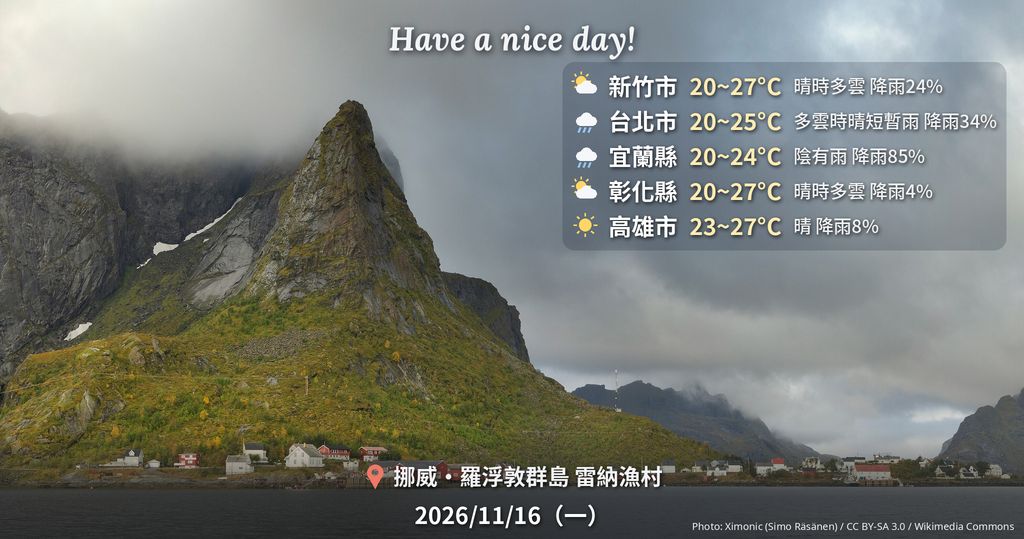 Have a nice day!
新竹市 20~27°C 晴時多雲 降雨24%
台北市 20~25°C 多雲時晴短暫雨 降雨34%
宜蘭縣 20~24°C 陰有雨 降雨85%
彰化縣 20~27°C 晴時多雲 降雨4%
高雄市 23~27°C 晴 降雨8%
挪威・羅浮敦群島 雷納漁村
2026/11/16（一）
Photo: Ximonic (Simo Räsänen) / CC BY-SA 3.0 / Wikimedia Commons